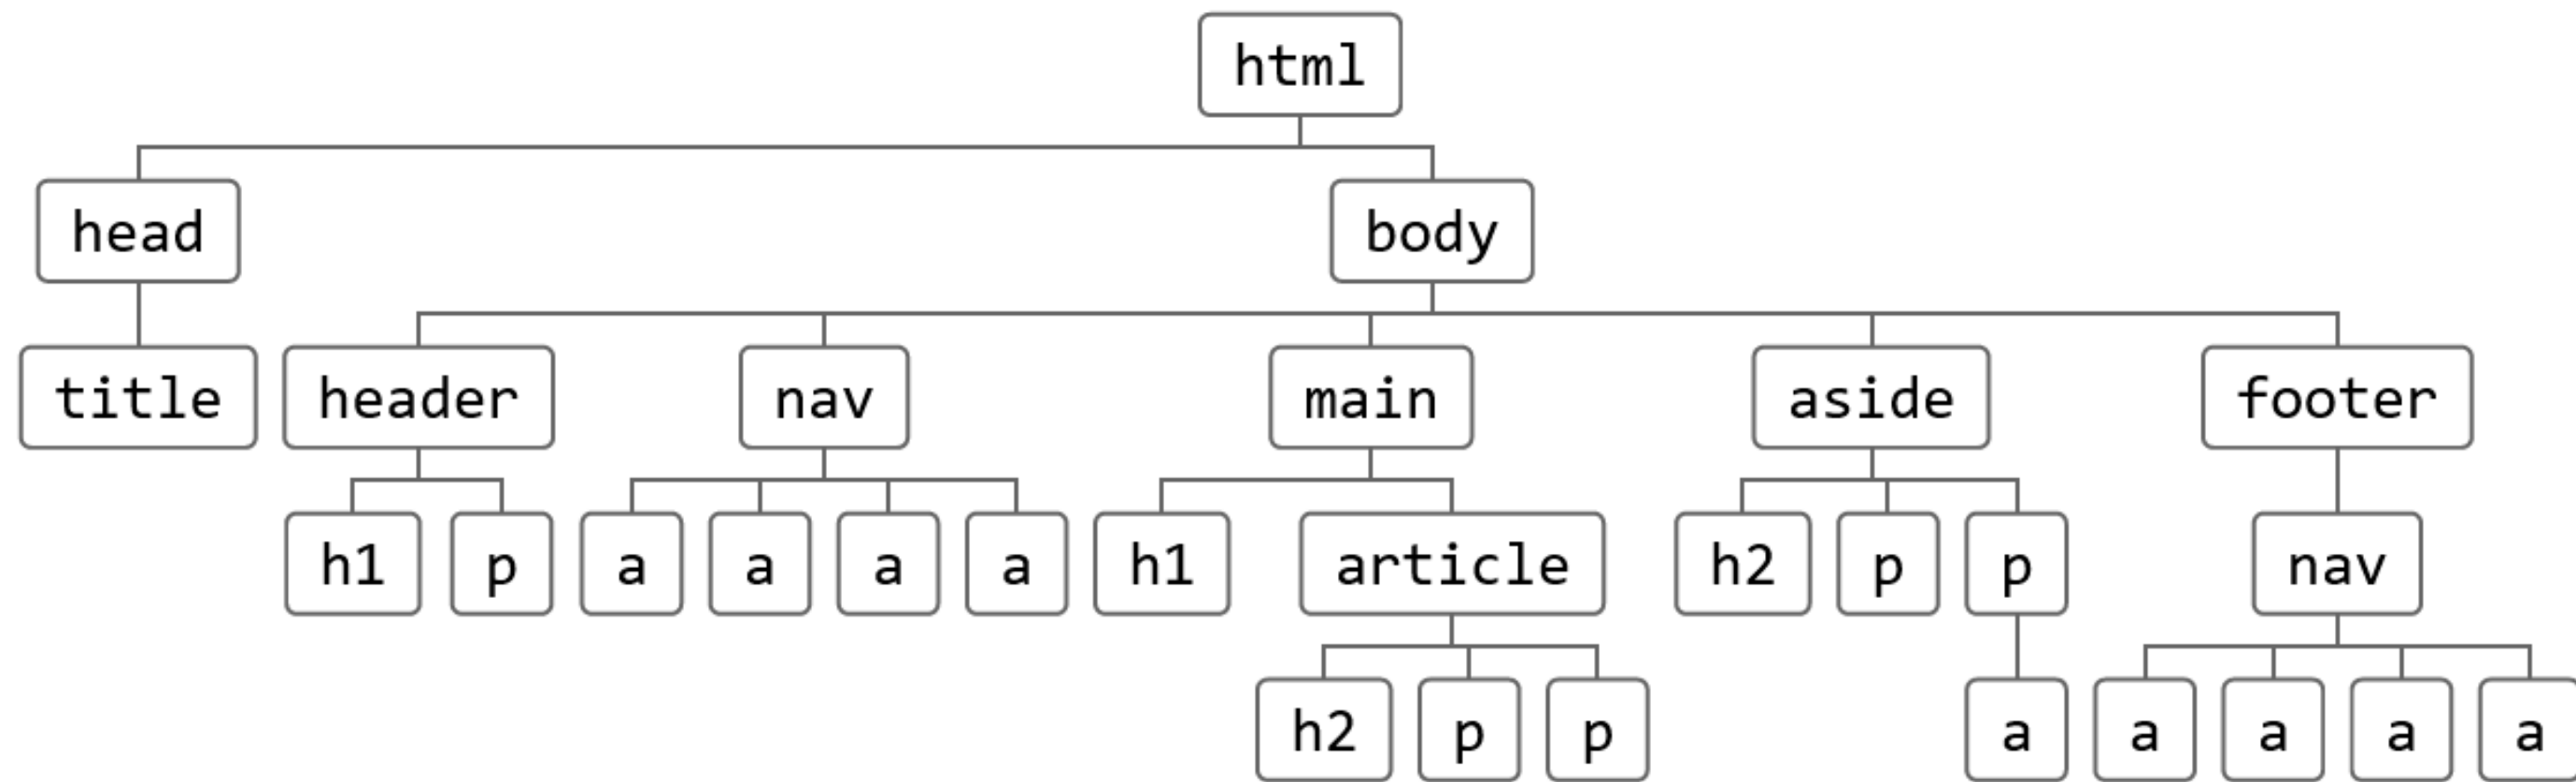 html
head body
title header nav main aside footer
h1 p a a a a h1 article h2 p p nav
h2 p p a a a a a